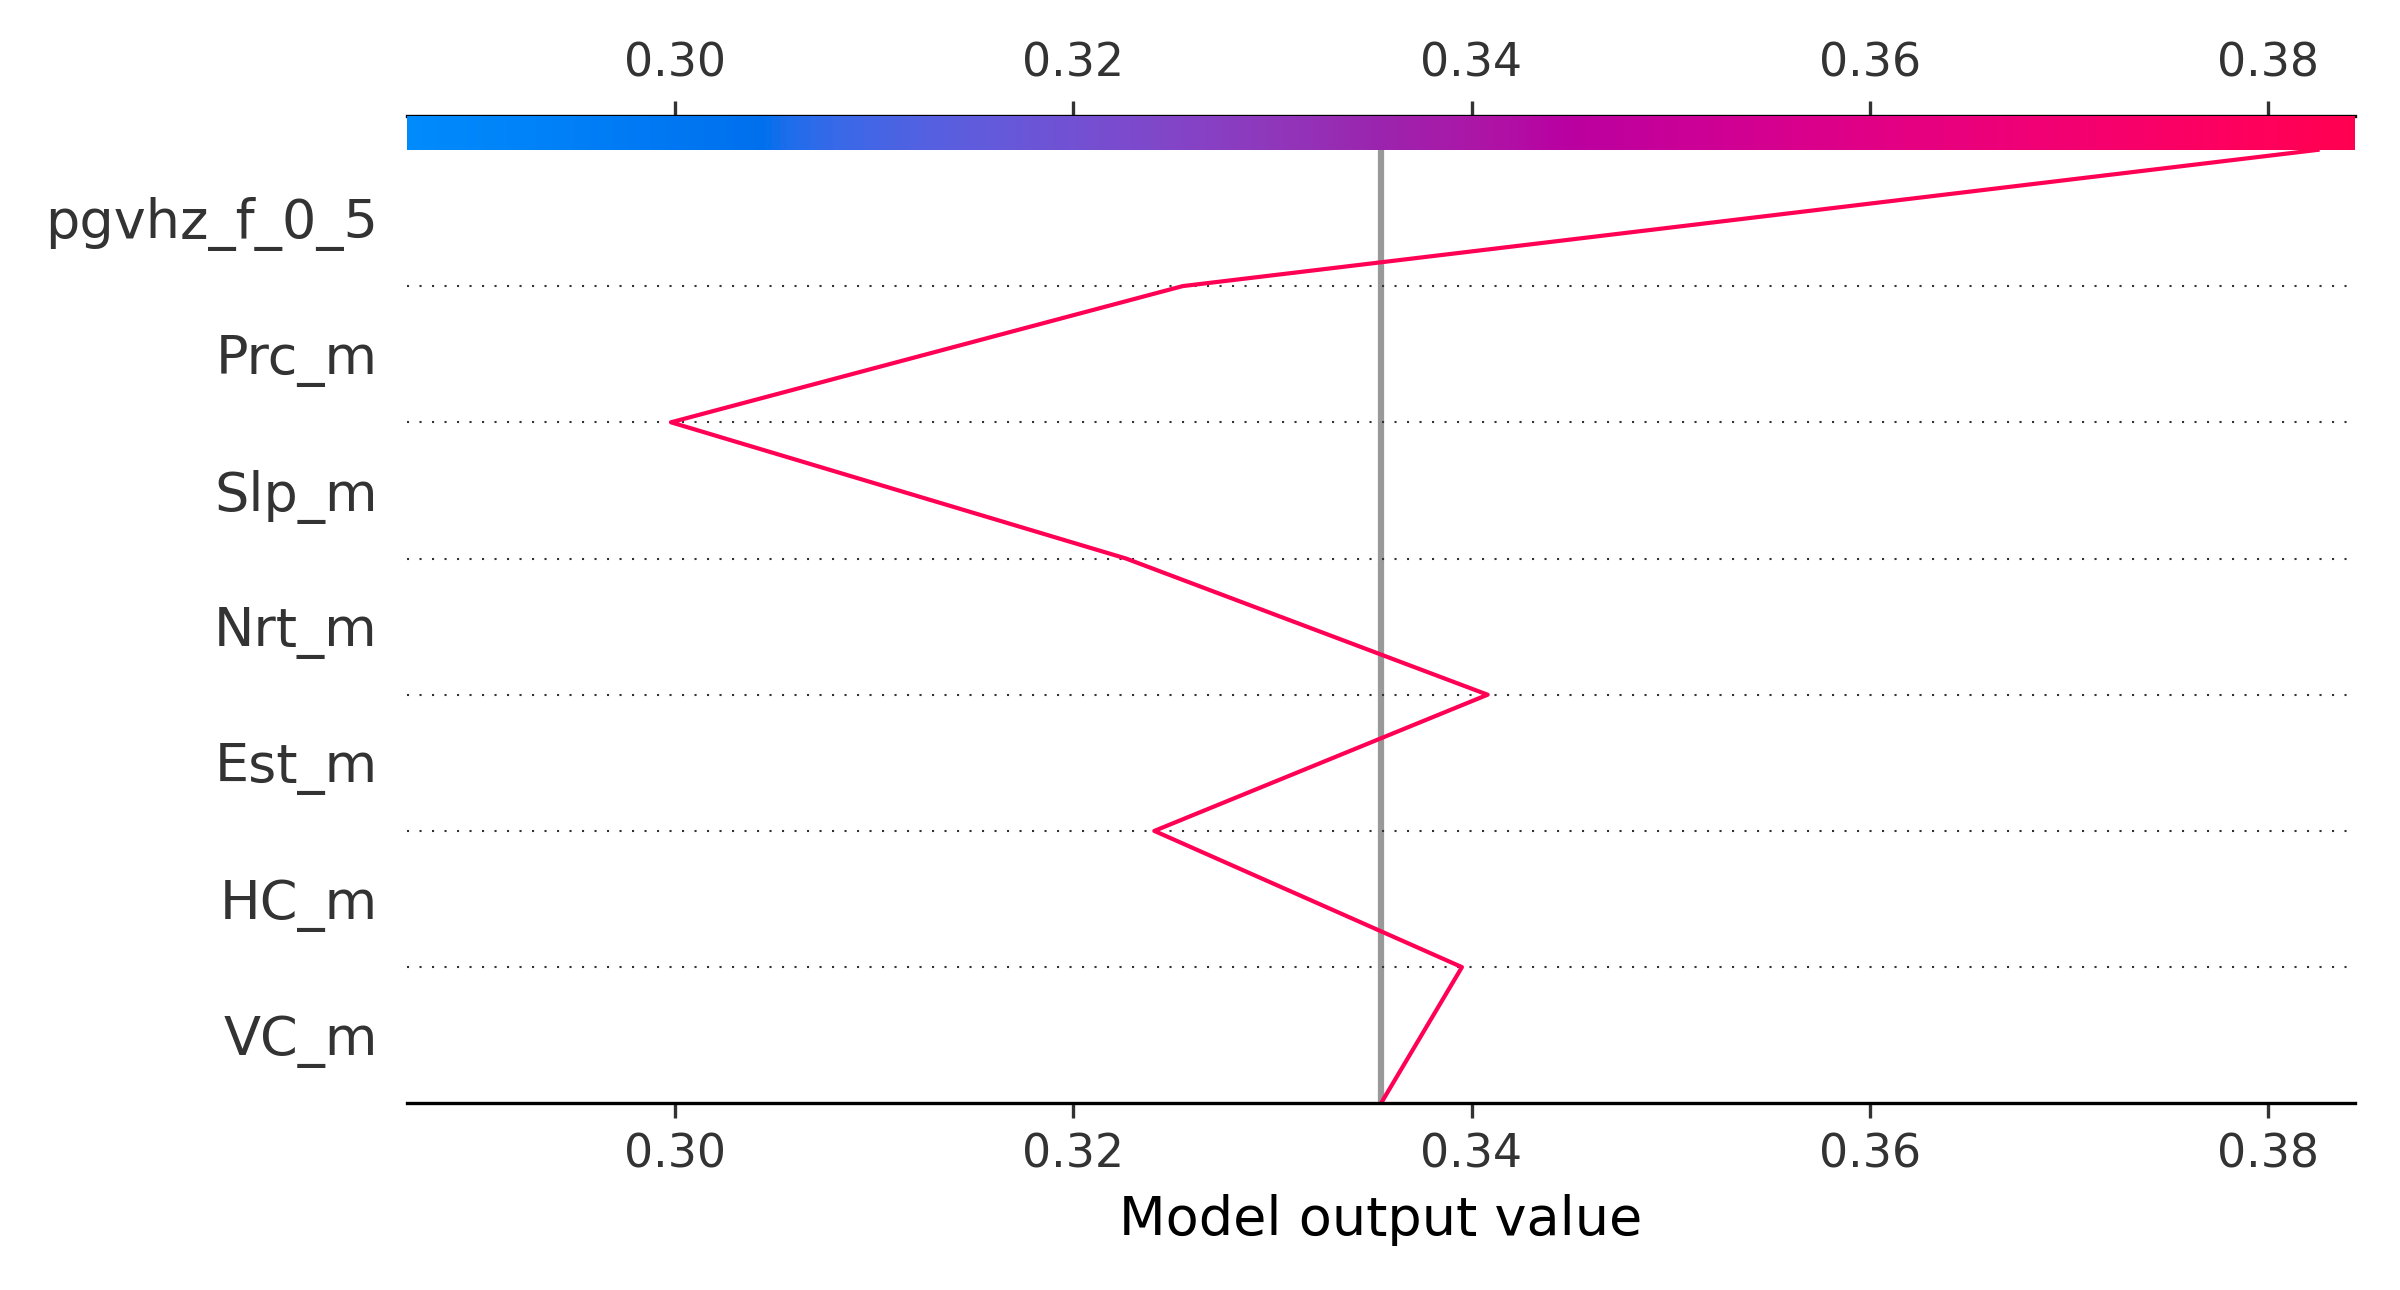 0.30 0.32 0.34 0.36 0.38
pgvhz_f_0_5
Prc_m
Slp_m
Nrt_m
Est_m
HC_m
VC_m
0.30 0.32 0.34 0.36 0.38
Model output value